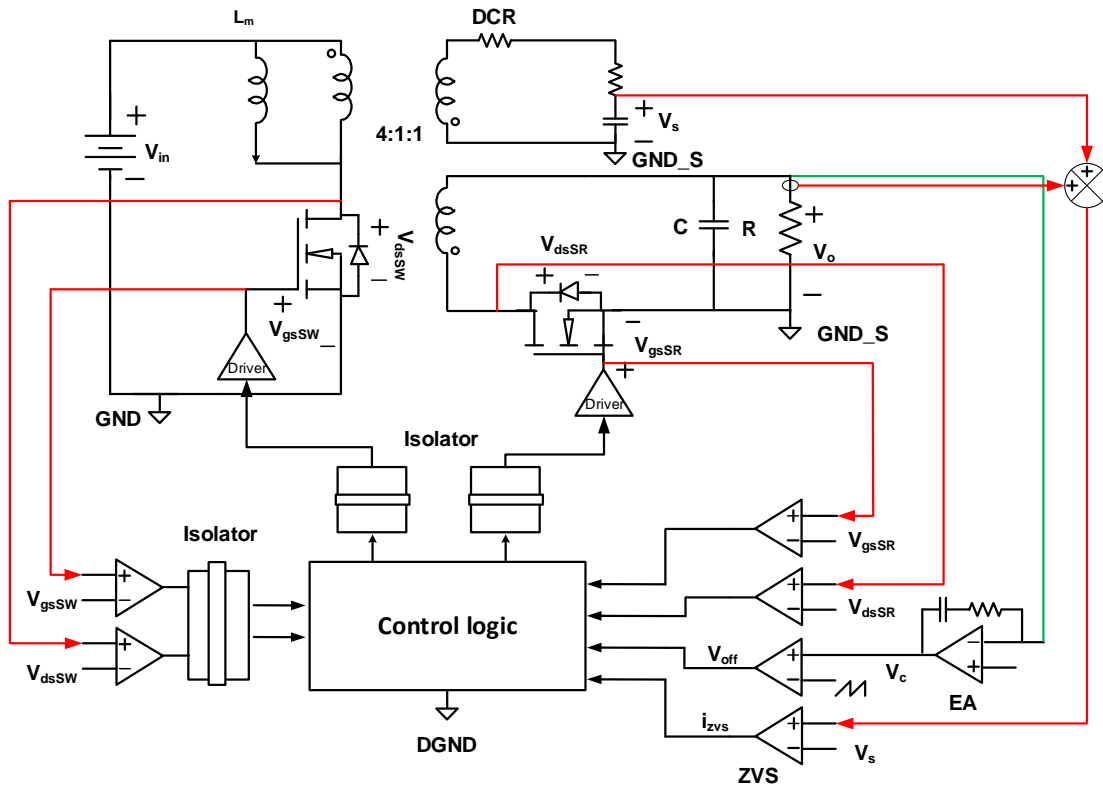 Lm
DCR
+
Vin
−
4:1:1
+
Vs
−
GND_S
+
+
+
VdsSW
−
VdsSR
+
−
C
R
+
Vo
−
GND_S
+
VgsSW
−
−
VgsSR
+
Driver
Driver
GND
Isolator
Isolator
+
−
VgsSW
+
−
VdsSW
Control logic
DGND
+
−
VgsSR
+
−
VdsSR
Voff
+
−
Vc
−
+
EA
izvs
+
−
Vs
ZVS